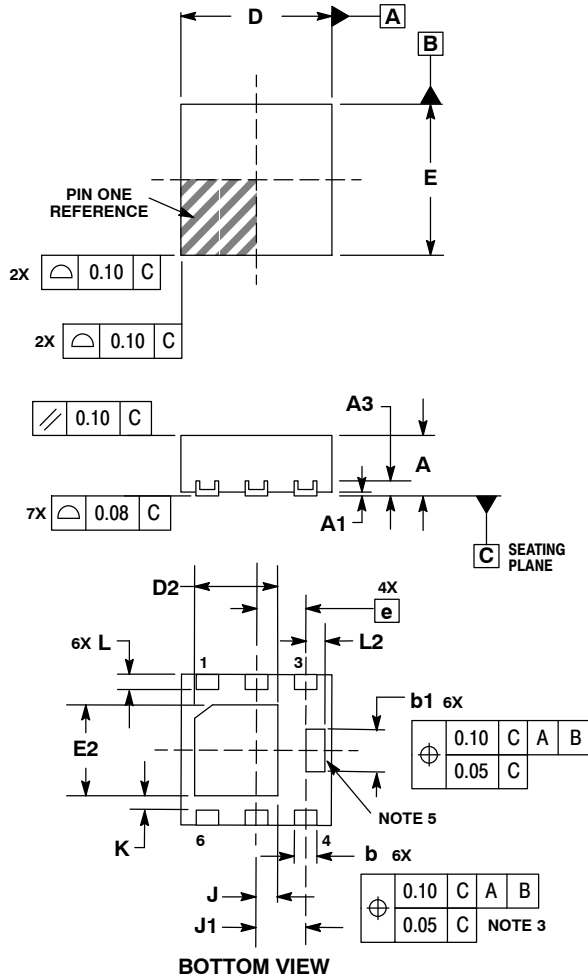 D
A
B
E
PIN ONE
REFERENCE
2X ⌓ 0.10 C
2X ⌓ 0.10 C
A3
⫽ 0.10 C
A
7X ⌓ 0.08 C
A1
C SEATING
PLANE
D2
4X
e
6X L
L2
1
3
b1 6X
⌖ 0.10 C A B
0.05 C
E2
NOTE 5
K
6
4
b 6X
J
⌖ 0.10 C A B
0.05 C NOTE 3
J1
BOTTOM VIEW